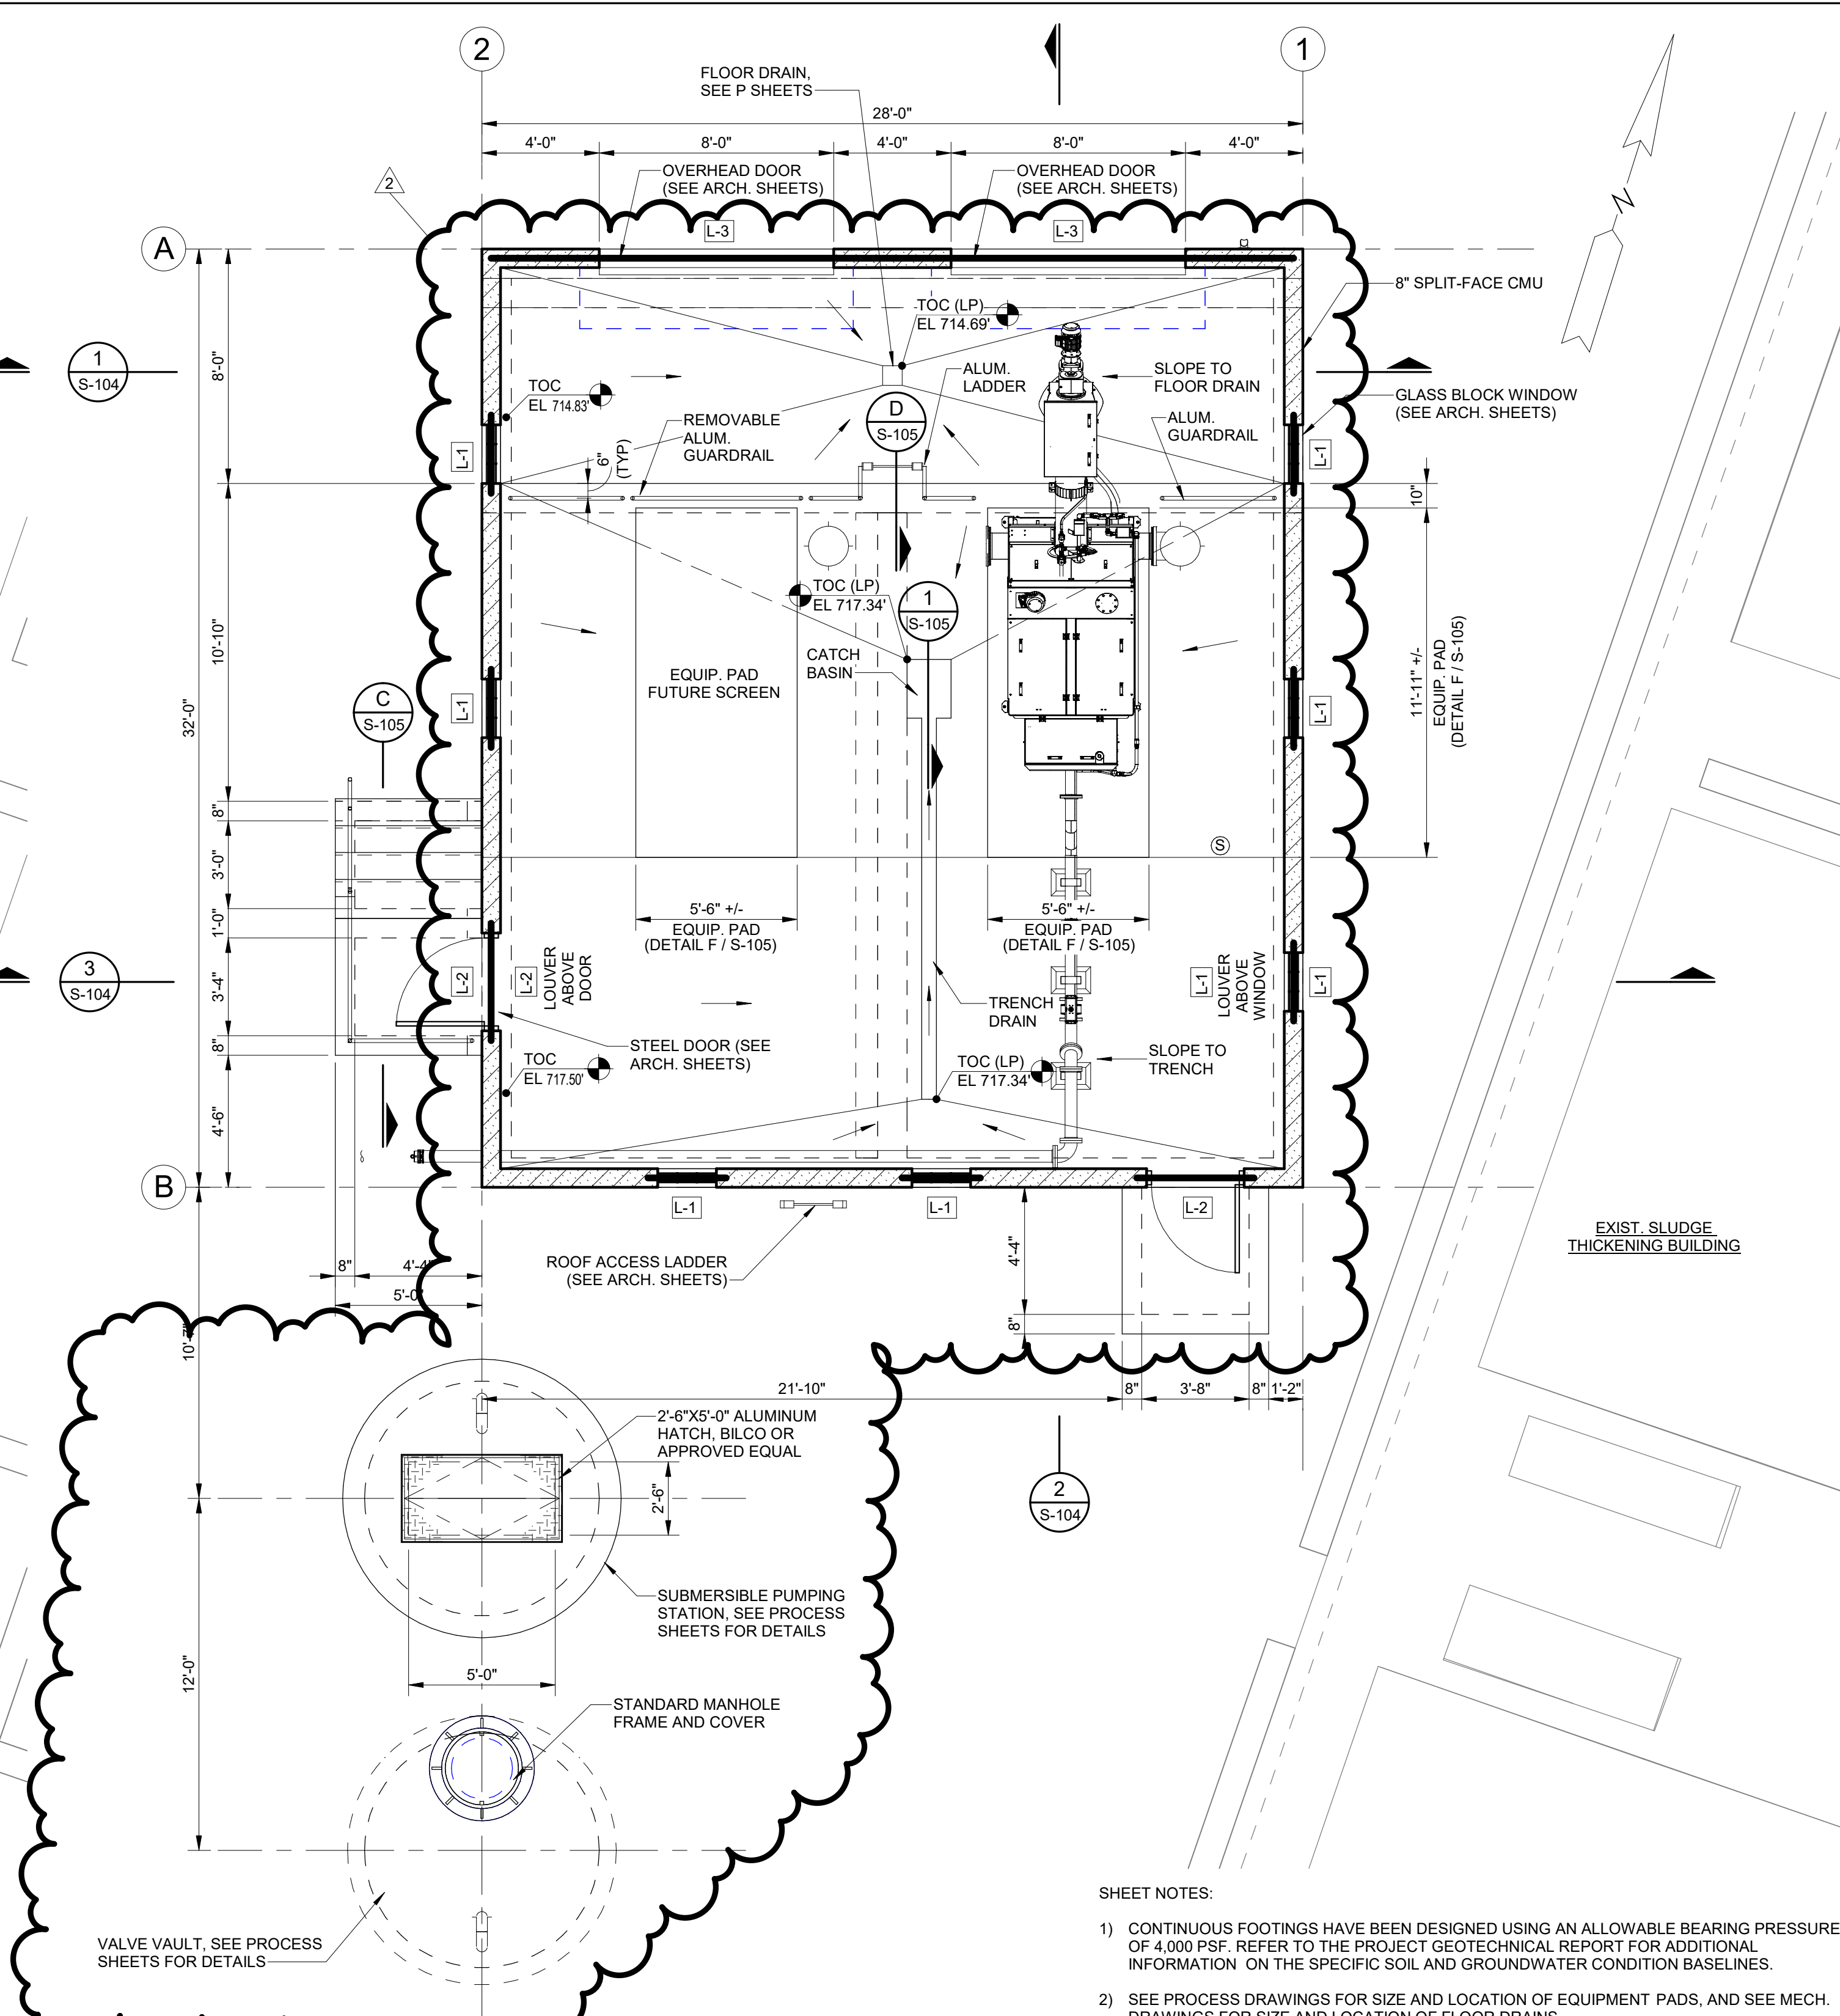 2
1
FLOOR DRAIN,
SEE P SHEETS
28'-0"
4'-0"
8'-0"
4'-0"
8'-0"
4'-0"
OVERHEAD DOOR
(SEE ARCH. SHEETS)
OVERHEAD DOOR
(SEE ARCH. SHEETS)
N
2
L-3
L-3
A
8" SPLIT-FACE CMU
TOC (LP)
EL 714.69'
1
S-104
8'-0"
ALUM.
LADDER
SLOPE TO
FLOOR DRAIN
TOC
EL 714.83'
GLASS BLOCK WINDOW
(SEE ARCH. SHEETS)
D
S-105
REMOVABLE
ALUM.
GUARDRAIL
ALUM.
GUARDRAIL
6"
(TYP)
L-1
L-1
10"
TOC (LP)
EL 717.34'
1
S-105
10'-10"
CATCH
BASIN
EQUIP. PAD
FUTURE SCREEN
11'-11" +/-
EQUIP. PAD
(DETAIL F / S-105)
32'-0"
C
S-105
L-1
L-1
8"
3'-0"
S
1'-0"
5'-6" +/-
EQUIP. PAD
(DETAIL F / S-105)
5'-6" +/-
EQUIP. PAD
(DETAIL F / S-105)
3
S-104
3'-4"
L-2
L-2
LOUVER
ABOVE
DOOR
L-1
LOUVER
ABOVE
WINDOW
L-1
TRENCH
DRAIN
8"
STEEL DOOR (SEE
ARCH. SHEETS)
SLOPE TO
TRENCH
TOC
EL 717.50'
TOC (LP)
EL 717.34'
4'-6"
B
L-1
L-1
L-2
EXIST. SLUDGE
THICKENING BUILDING
ROOF ACCESS LADDER
(SEE ARCH. SHEETS)
4'-4"
8"
8"
4'-4"
5'-0"
10'-7"
21'-10"
8"
3'-8"
8"
1'-2"
2'-6"X5'-0" ALUMINUM
HATCH, BILCO OR
APPROVED EQUAL
2'-6"
2
S-104
SUBMERSIBLE PUMPING
STATION, SEE PROCESS
SHEETS FOR DETAILS
5'-0"
12'-0"
STANDARD MANHOLE
FRAME AND COVER
VALVE VAULT, SEE PROCESS
SHEETS FOR DETAILS
SHEET NOTES:
1) CONTINUOUS FOOTINGS HAVE BEEN DESIGNED USING AN ALLOWABLE BEARING PRESSURE
OF 4,000 PSF. REFER TO THE PROJECT GEOTECHNICAL REPORT FOR ADDITIONAL
INFORMATION ON THE SPECIFIC SOIL AND GROUNDWATER CONDITION BASELINES.
2) SEE PROCESS DRAWINGS FOR SIZE AND LOCATION OF EQUIPMENT PADS, AND SEE MECH.
DRAWINGS FOR SIZE AND LOCATION OF FLOOR DRAINS